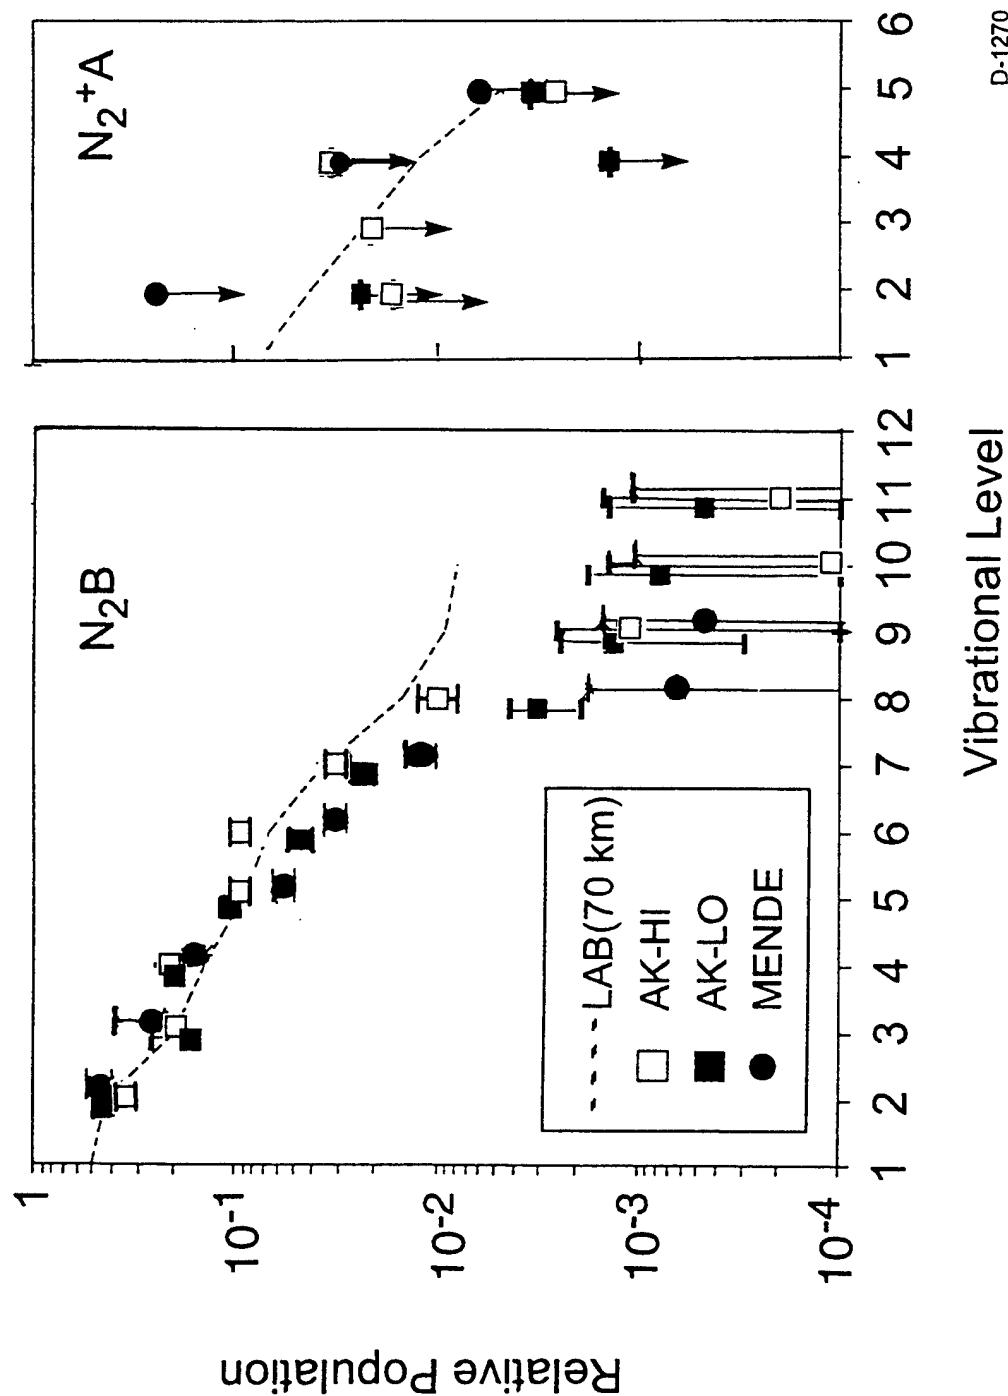 N₂B
N₂⁺A
1
10⁻¹
10⁻²
10⁻³
10⁻⁴
Relative Population
LAB(70 km)
AK-HI
AK-LO
MENDE
1 2 3 4 5 6 7 8 9 10 11 12
1 2 3 4 5 6
Vibrational Level
D-1270